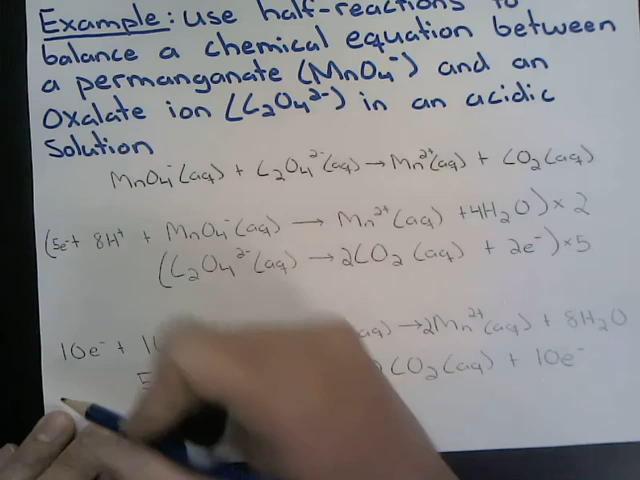 Example: Use half-reactions to
balance a chemical equation between
a permanganate (MnO₄⁻) and an
Oxalate ion (C₂O₄²⁻) in an acidic
Solution
MnO₄⁻(aq) + C₂O₄²⁻(aq) → Mn²⁺(aq) + CO₂(aq)
(5e⁻ + 8H⁺ + MnO₄⁻(aq) → Mn²⁺(aq) + 4H₂O) × 2
(C₂O₄²⁻(aq) → 2CO₂(aq) + 2e⁻) × 5
10e⁻ + 1 aq) → 2Mn²⁺(aq) + 8H₂O
5 CO₂(aq) + 10e⁻